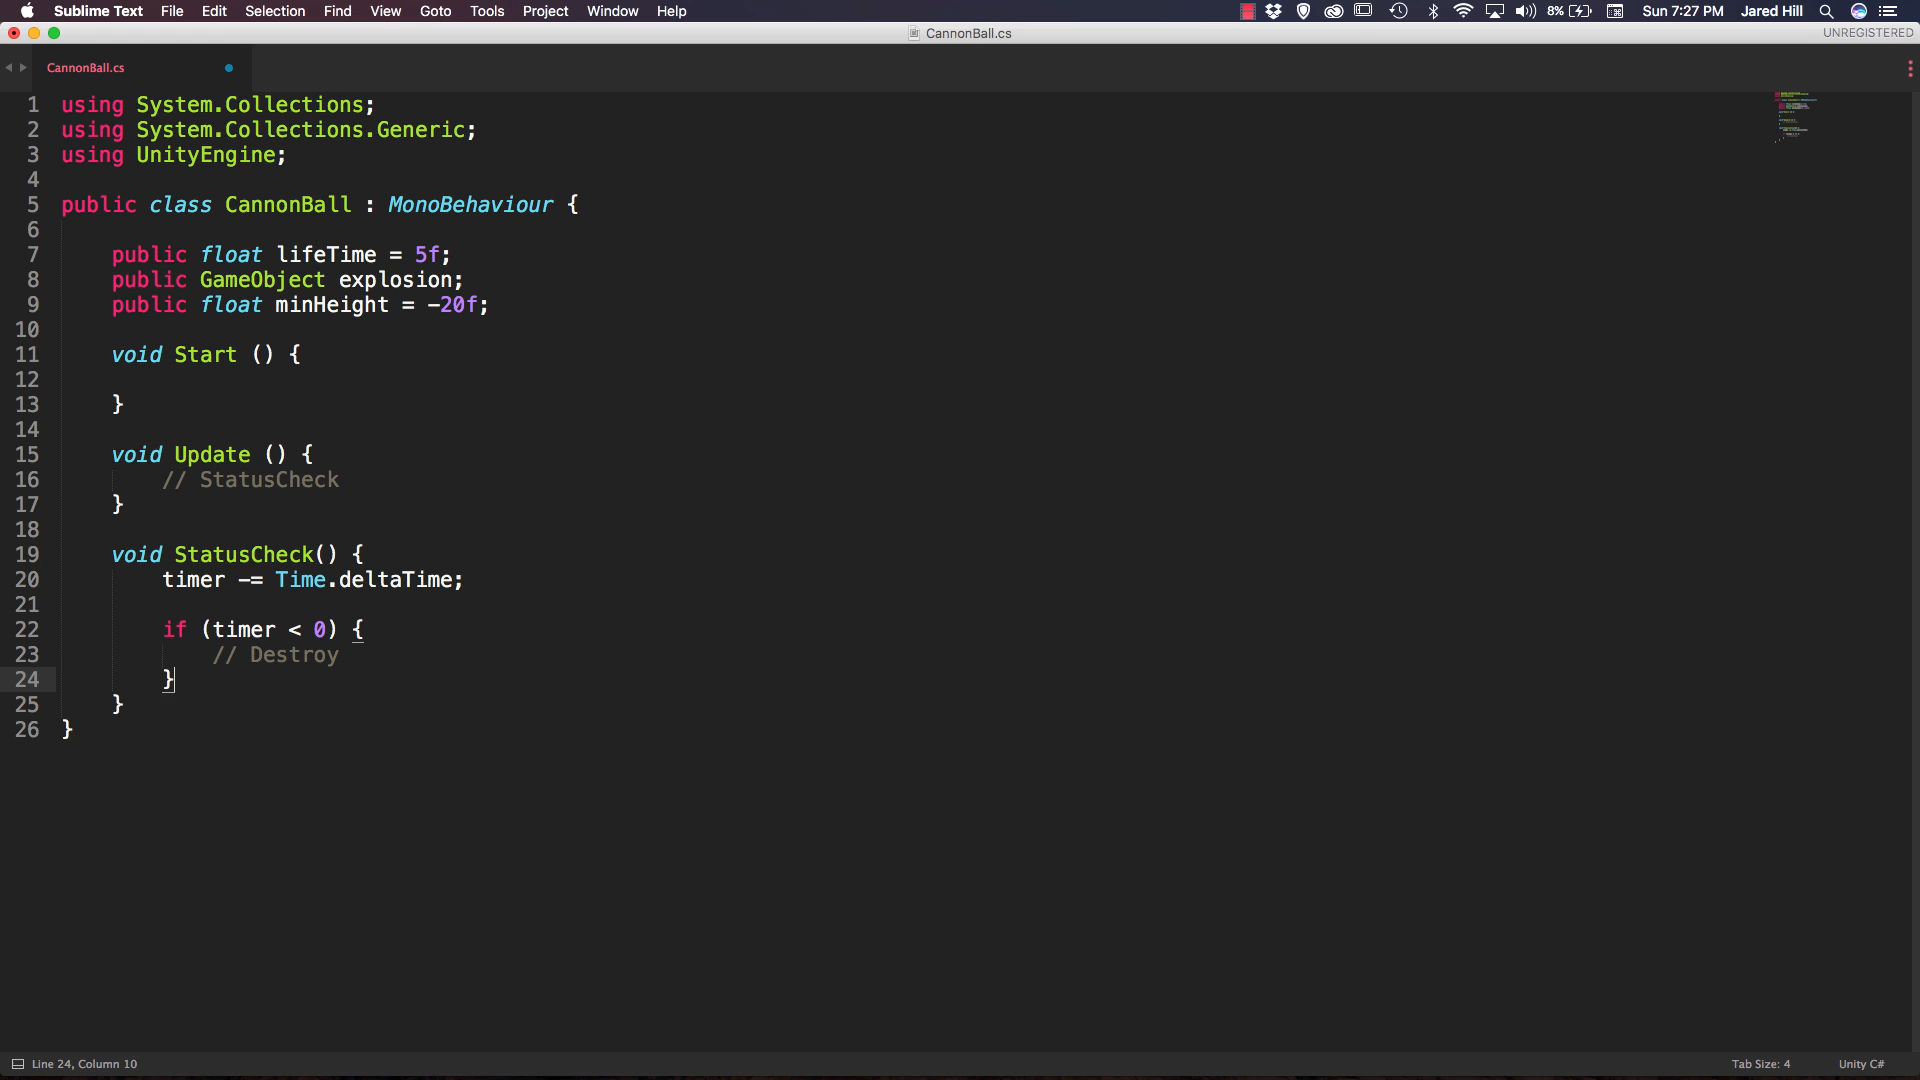 Sublime Text File Edit Selection Find View Goto Tools Project Window Help 8% Sun 7:27 PM Jared Hill
CannonBall.cs UNREGISTERED
CannonBall.cs
1 using System.Collections;
2 using System.Collections.Generic;
3 using UnityEngine;
4
5 public class CannonBall : MonoBehaviour {
6
7 public float lifeTime = 5f;
8 public GameObject explosion;
9 public float minHeight = -20f;
10
11 void Start () {
12
13 }
14
15 void Update () {
16 // StatusCheck
17 }
18
19 void StatusCheck() {
20 timer -= Time.deltaTime;
21
22 if (timer < 0) {
23 // Destroy
24 }
25 }
26 }
Line 24, Column 10 Tab Size: 4 Unity C#